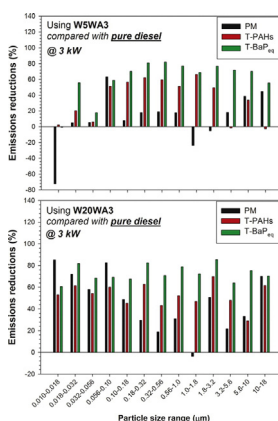 Using W5WA3
compared with pure diesel
@ 3 kW
PM
T-PAHs
T-BaPeq
Emissions reductions (%)
140
120
100
80
60
40
20
0
-20
-40
-60
-80
Using W20WA3
compared with pure diesel
@ 3 kW
PM
T-PAHs
T-BaPeq
Emissions reductions (%)
140
120
100
80
60
40
20
0
-20
0.010-0.018
0.018-0.032
0.032-0.056
0.056-0.10
0.10-0.18
0.18-0.32
0.32-0.56
0.56-1.0
1.0-1.8
1.8-3.2
3.2-5.6
5.6-10
10-18
Particle size range (μm)